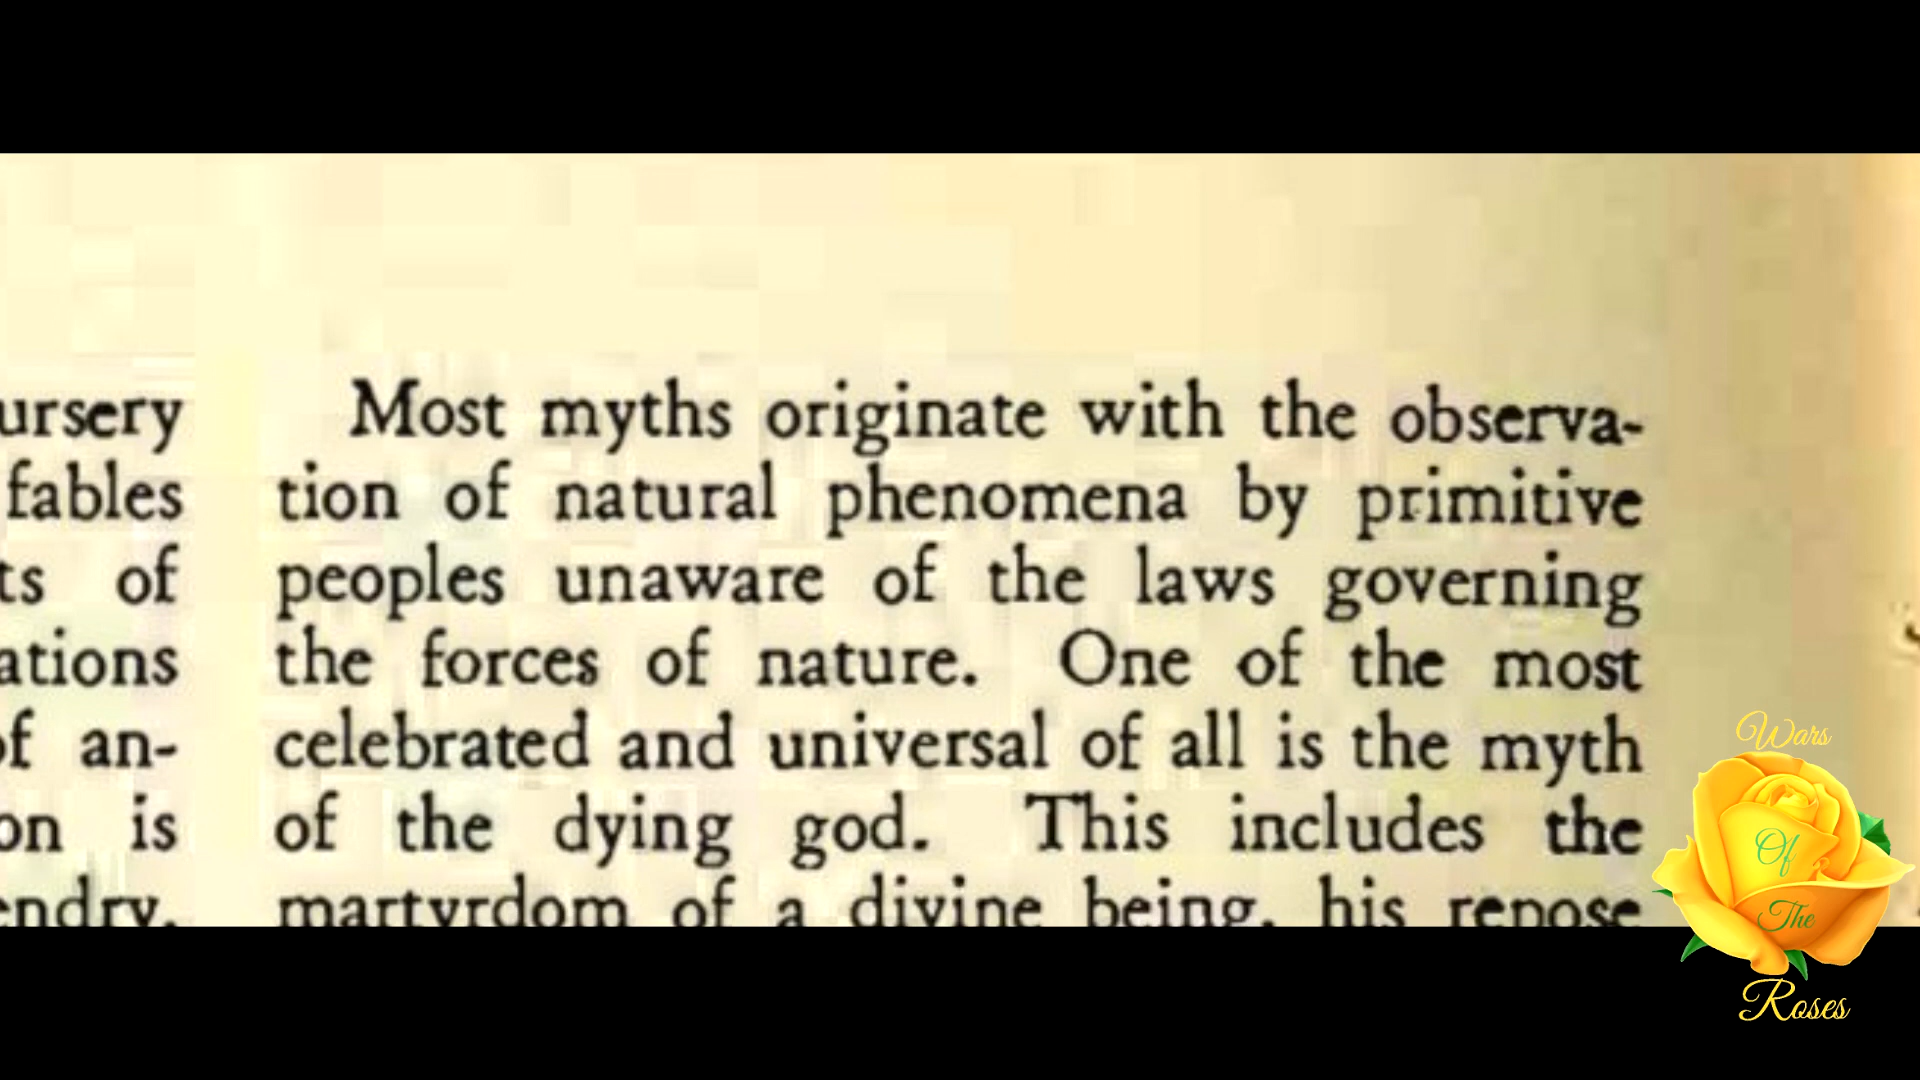 ursery
fables
ts of
ations
of an-
on is
endry.
Most myths originate with the observa-
tion of natural phenomena by primitive
peoples unaware of the laws governing
the forces of nature. One of the most
celebrated and universal of all is the myth
of the dying god. This includes the
martyrdom of a divine being, his repose
Wars
Of
The
Roses